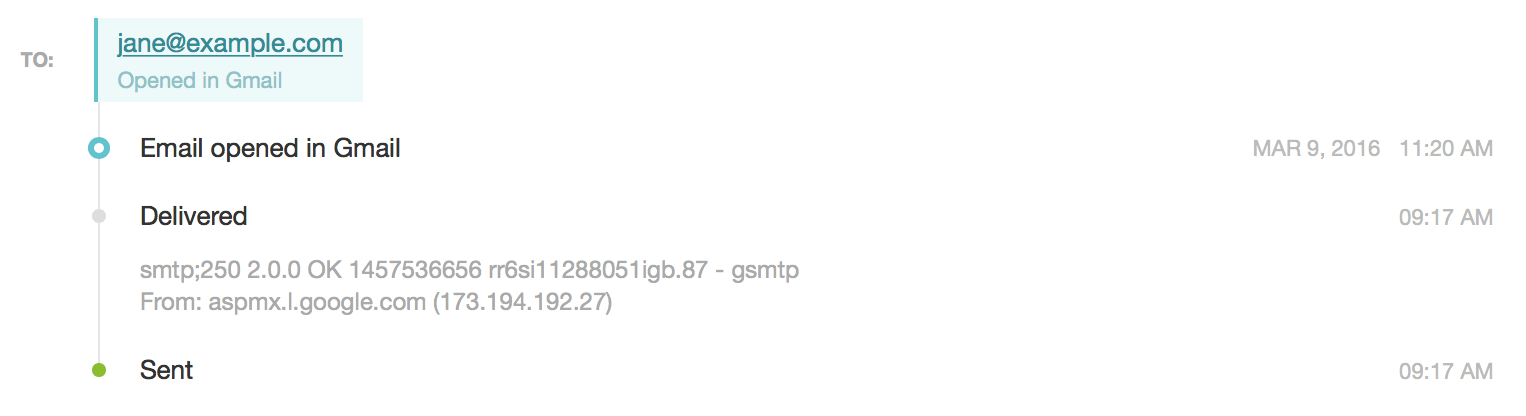 TO:
jane@example.com
Opened in Gmail
Email opened in Gmail MAR 9, 2016 11:20 AM
Delivered 09:17 AM
smtp;250 2.0.0 OK 1457536656 rr6si11288051igb.87 - gsmtp
From: aspmx.l.google.com (173.194.192.27)
Sent 09:17 AM